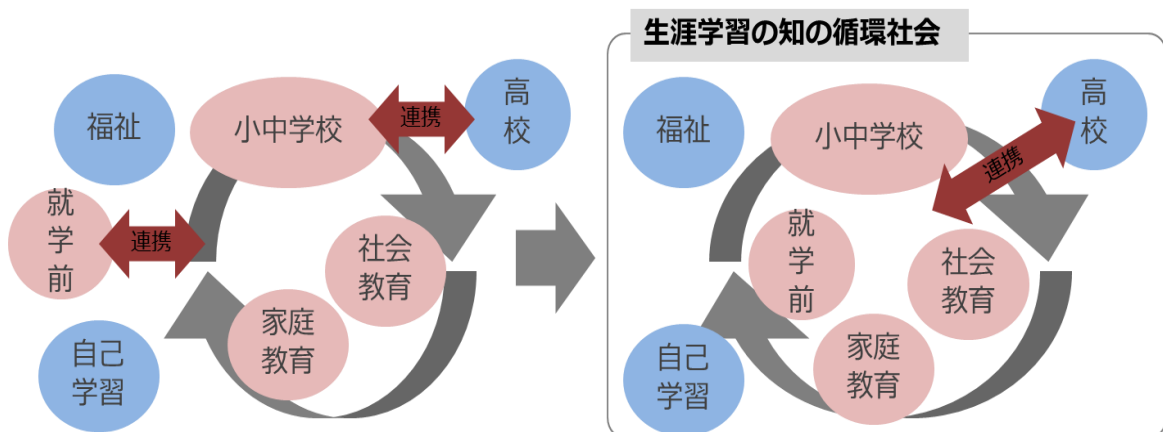 生涯学習の知の循環社会
福祉
小中学校
連携
高
校
就
学
前
連携
社会
教育
家庭
教育
自己
学習
福祉
小中学校
高
校
連携
就
学
前
社会
教育
家庭
教育
自己
学習